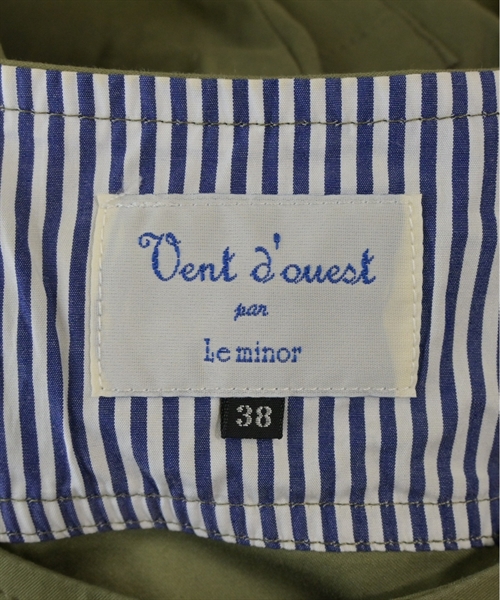 Vent d'ouest
par
Le minor
38